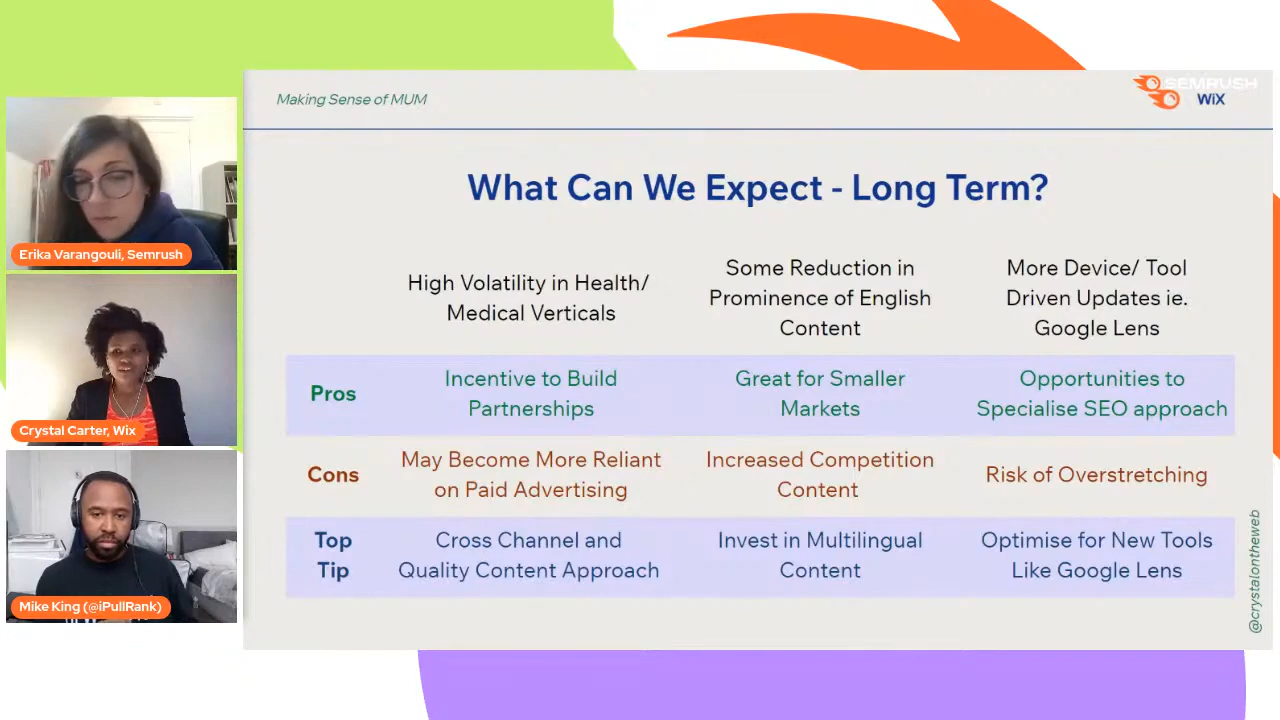 Making Sense of MUM
SEMRUSH
WiX
What Can We Expect - Long Term?
High Volatility in Health/
Medical Verticals
Some Reduction in
Prominence of English
Content
More Device/ Tool
Driven Updates ie.
Google Lens
Pros
Incentive to Build
Partnerships
Great for Smaller
Markets
Opportunities to
Specialise SEO approach
Cons
May Become More Reliant
on Paid Advertising
Increased Competition
Content
Risk of Overstretching
Top
Tip
Cross Channel and
Quality Content Approach
Invest in Multilingual
Content
Optimise for New Tools
Like Google Lens
@crystalontheweb
Erika Varangouli, Semrush
Crystal Carter, Wix
Mike King (@iPullRank)